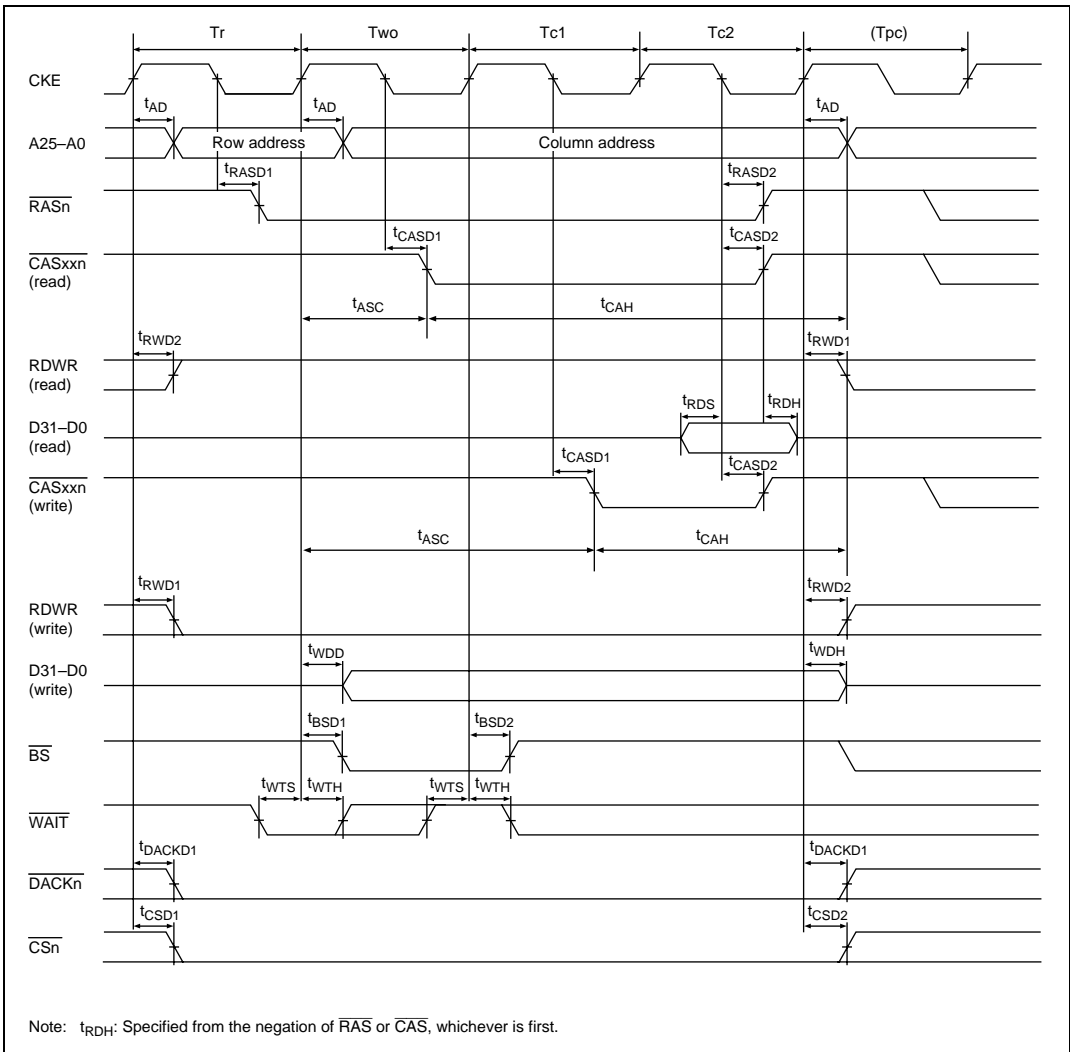 Tr Two Tc1 Tc2 (Tpc)
CKE
tAD tAD tAD
A25–A0 Row address Column address
tRASD1 tRASD2
RASn
tCASD1 tCASD2
CASxxn
(read)
tASC tCAH
tRWD2 tRWD1
RDWR
(read)
tRDS tRDH
D31–D0
(read)
tCASD1 tCASD2
CASxxn
(write)
tASC tCAH
tRWD1 tRWD2
RDWR
(write)
tWDD tWDH
D31–D0
(write)
tBSD1 tBSD2
BS
tWTS tWTH tWTS tWTH
WAIT
tDACKD1 tDACKD1
DACKn
tCSD1 tCSD2
CSn
Note: tRDH: Specified from the negation of RAS or CAS, whichever is first.